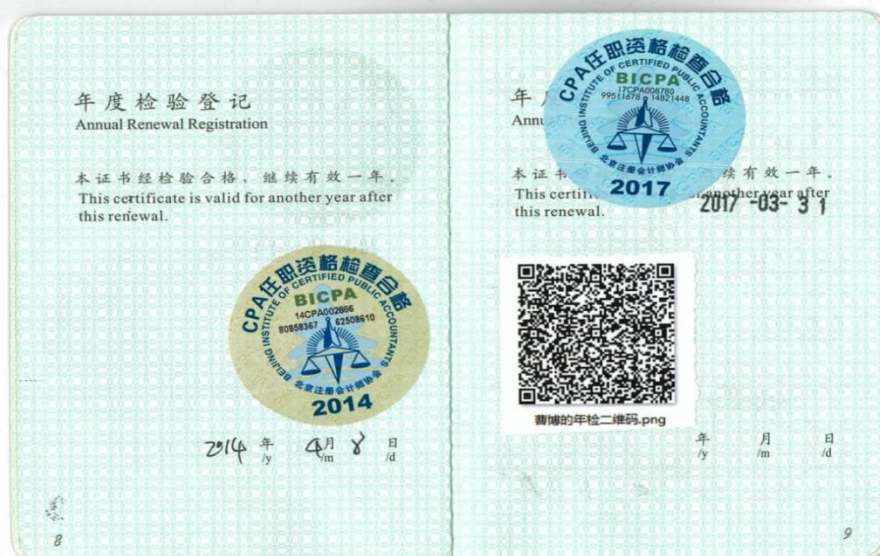 年度检验登记
Annual Renewal Registration
本证书经检验合格，继续有效一年。
This certificate is valid for another year after
this renewal.
CPA任职资格检查合格
BEIJING INSTITUTE OF CERTIFIED PUBLIC ACCOUNTANTS
BICPA
14CPA002866
80858367 62508610
北京注册会计师协会
2014
2014 年 4月 8 日
/y /m /d
8
CPA任职资格检查合格
BEIJING INSTITUTE OF CERTIFIED PUBLIC ACCOUNTANTS
BICPA
17CPA008780
99511678 14821448
北京注册会计师协会
2017
年
Annu
本证书 续有效一年。
This certifi another year after
this renewal.
2017 -03- 31
曹博的年检二维码.png
年 月 日
/y /m /d
9